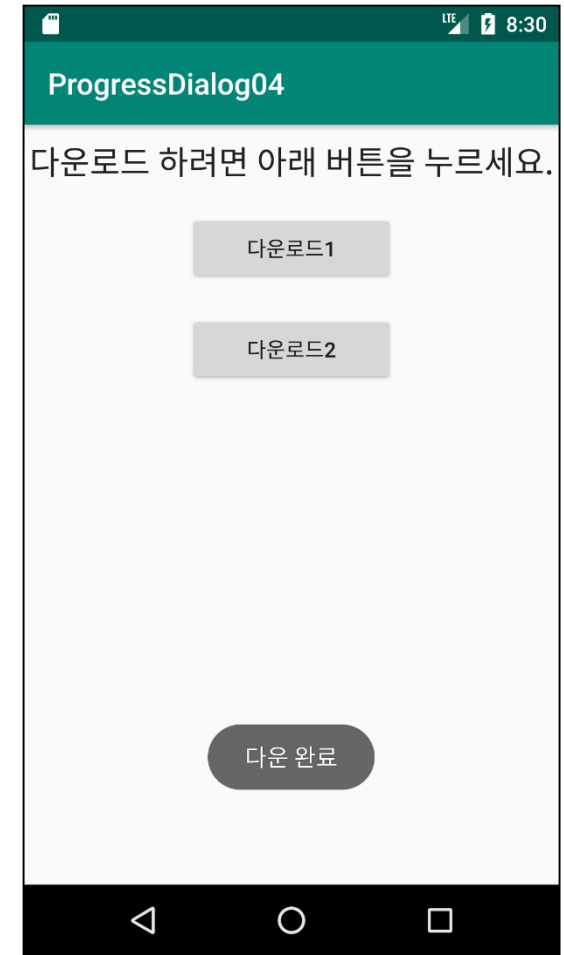 LTE 8:30
ProgressDialog04
다운로드 하려면 아래 버튼을 누르세요.
다운로드1
다운로드2
다운 완료